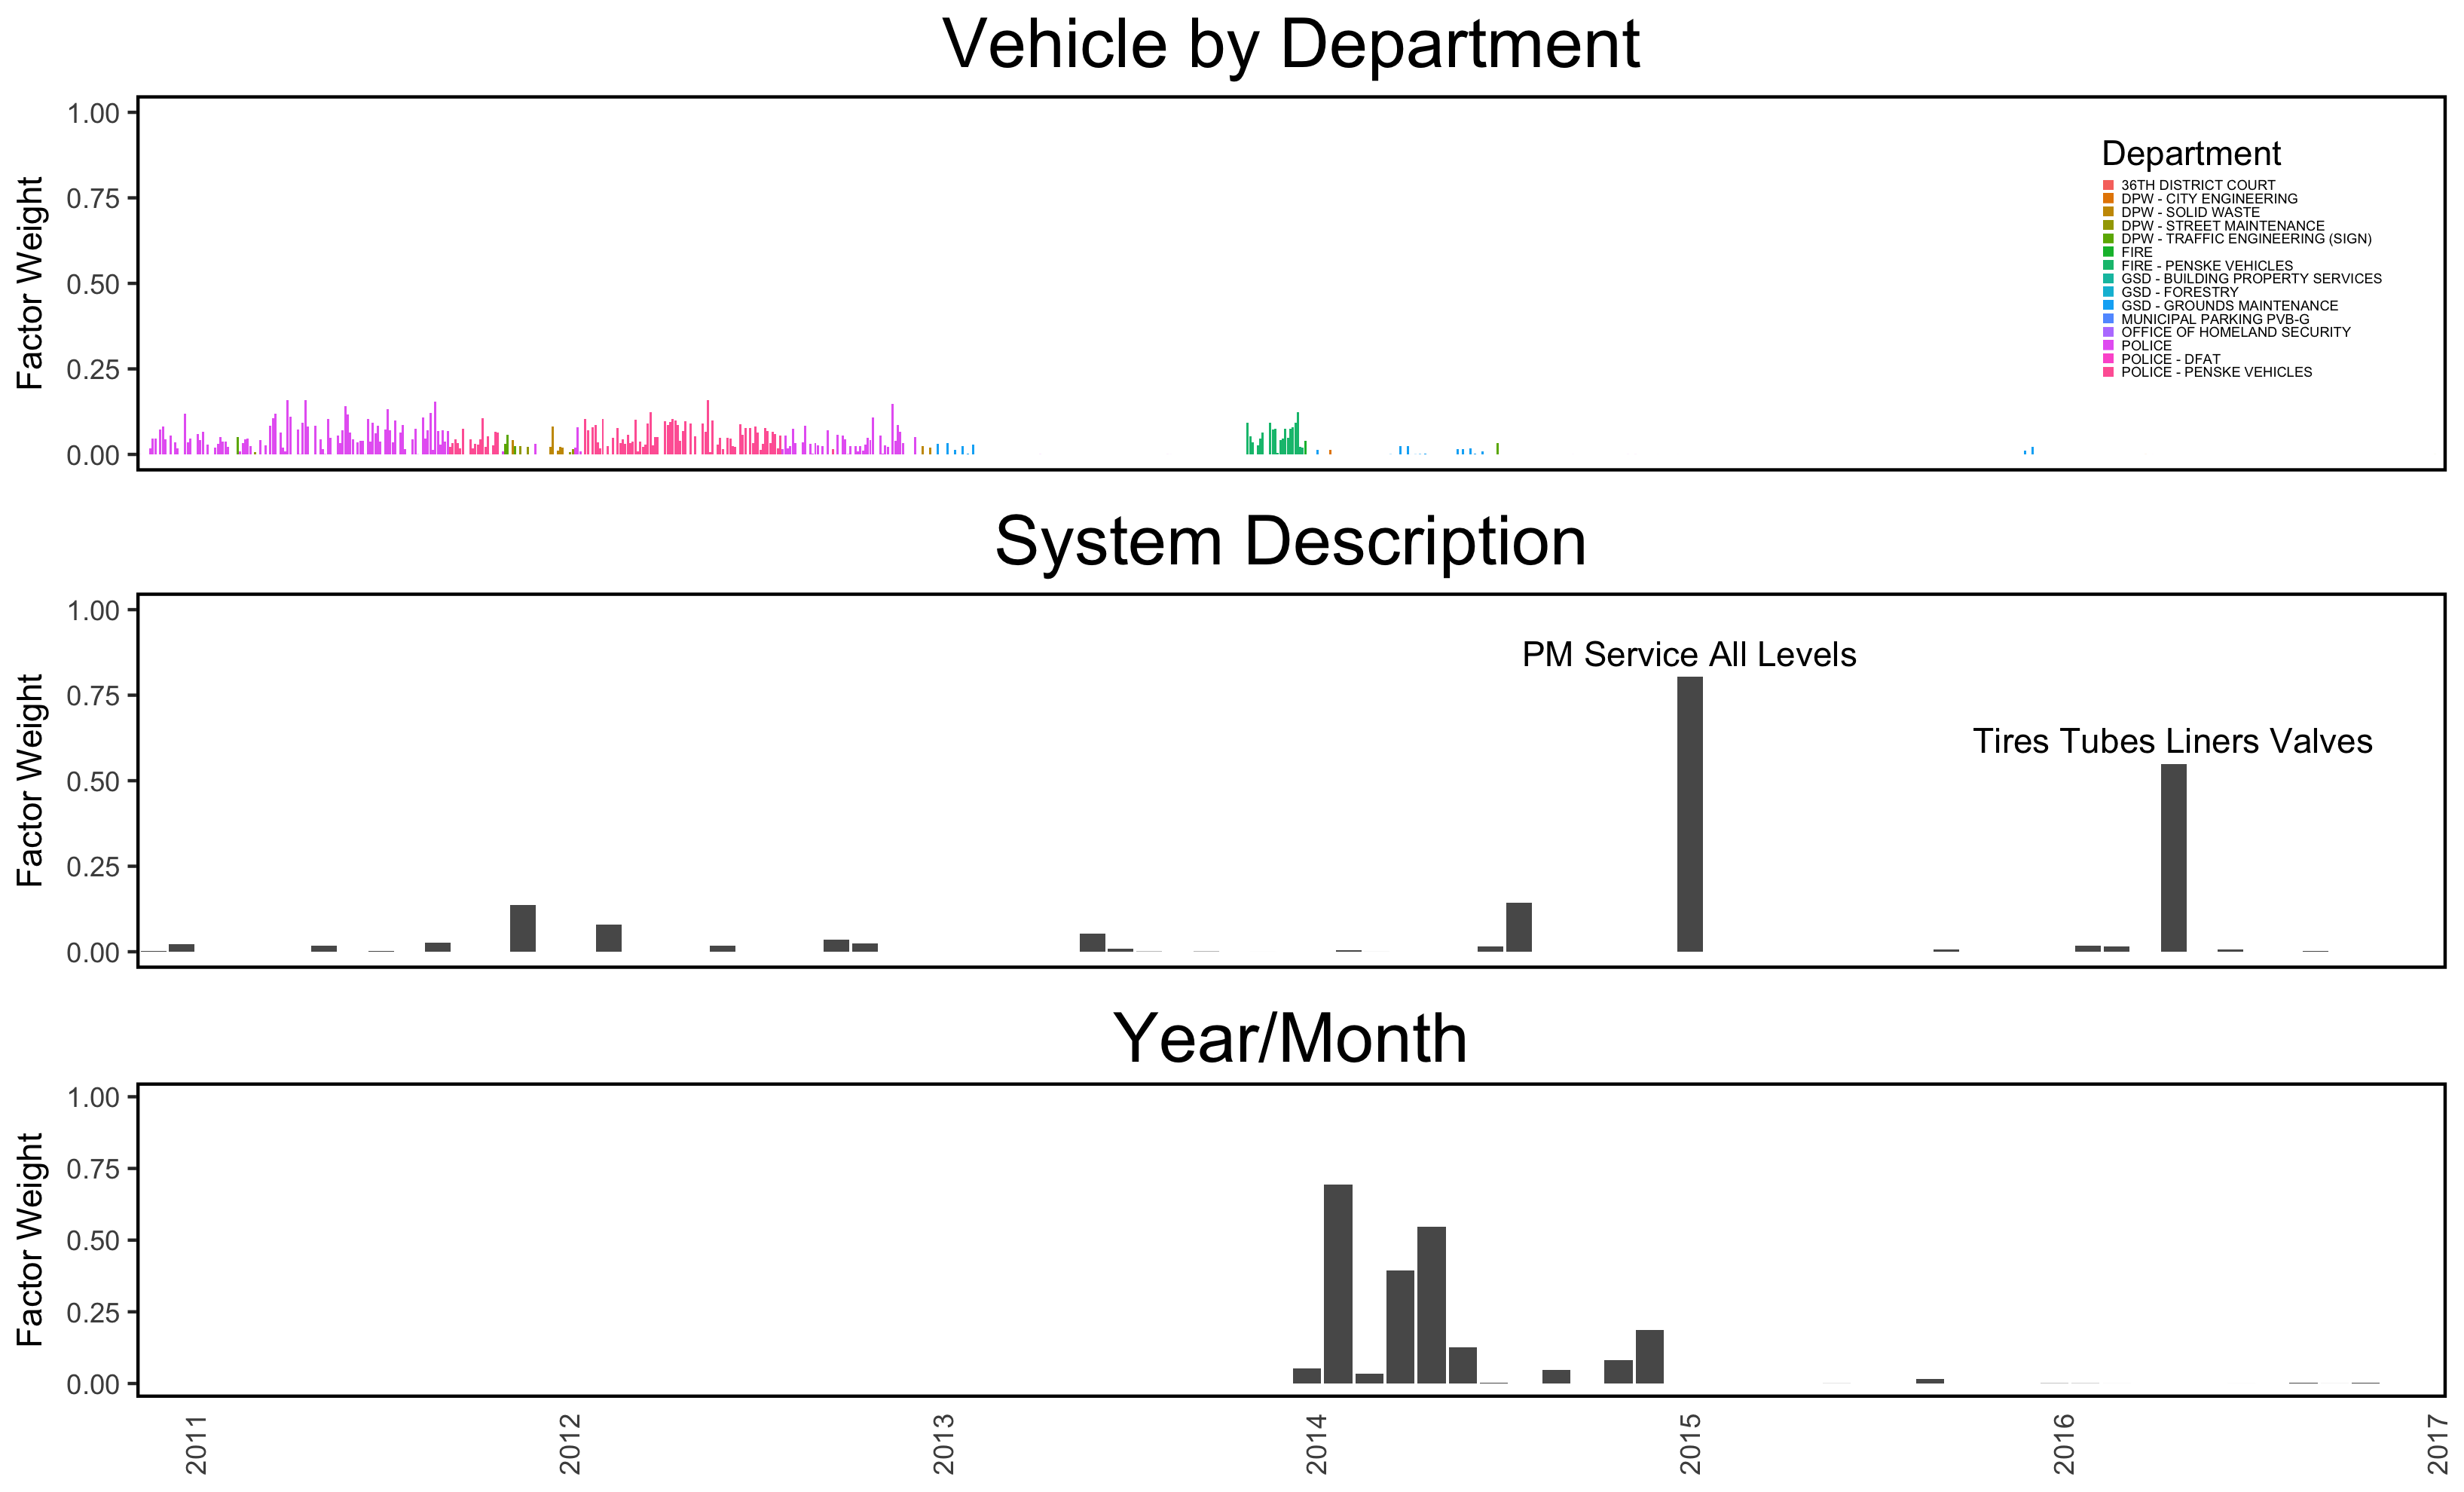 Vehicle by Department
Factor Weight
1.00
0.75
0.50
0.25
0.00
Department
36TH DISTRICT COURT
DPW - CITY ENGINEERING
DPW - SOLID WASTE
DPW - STREET MAINTENANCE
DPW - TRAFFIC ENGINEERING (SIGN)
FIRE
FIRE - PENSKE VEHICLES
GSD - BUILDING PROPERTY SERVICES
GSD - FORESTRY
GSD - GROUNDS MAINTENANCE
MUNICIPAL PARKING PVB-G
OFFICE OF HOMELAND SECURITY
POLICE
POLICE - DFAT
POLICE - PENSKE VEHICLES
System Description
Factor Weight
1.00
0.75
0.50
0.25
0.00
PM Service All Levels
Tires Tubes Liners Valves
Year/Month
Factor Weight
1.00
0.75
0.50
0.25
0.00
2011
2012
2013
2014
2015
2016
2017